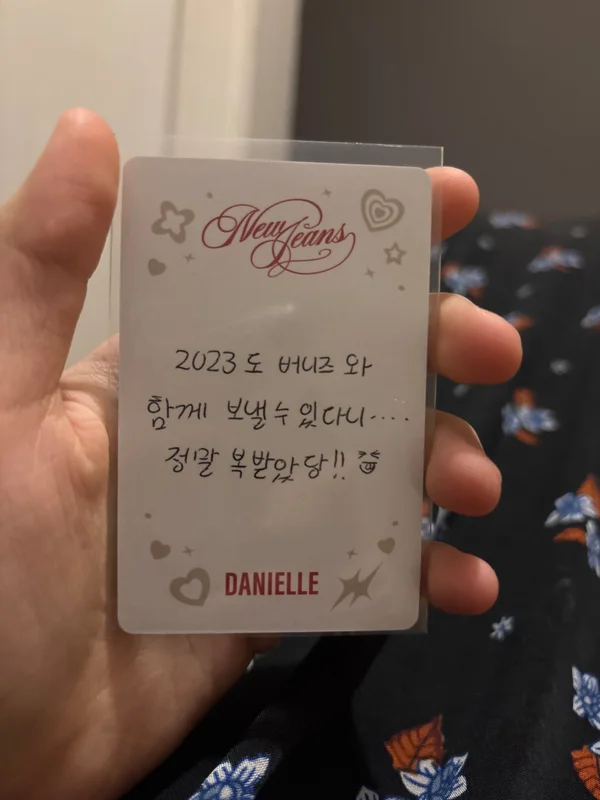 NewJeans
2023도 버니즈 와
함께 보낼 수 있다니....
정말 복받았당!!
DANIELLE